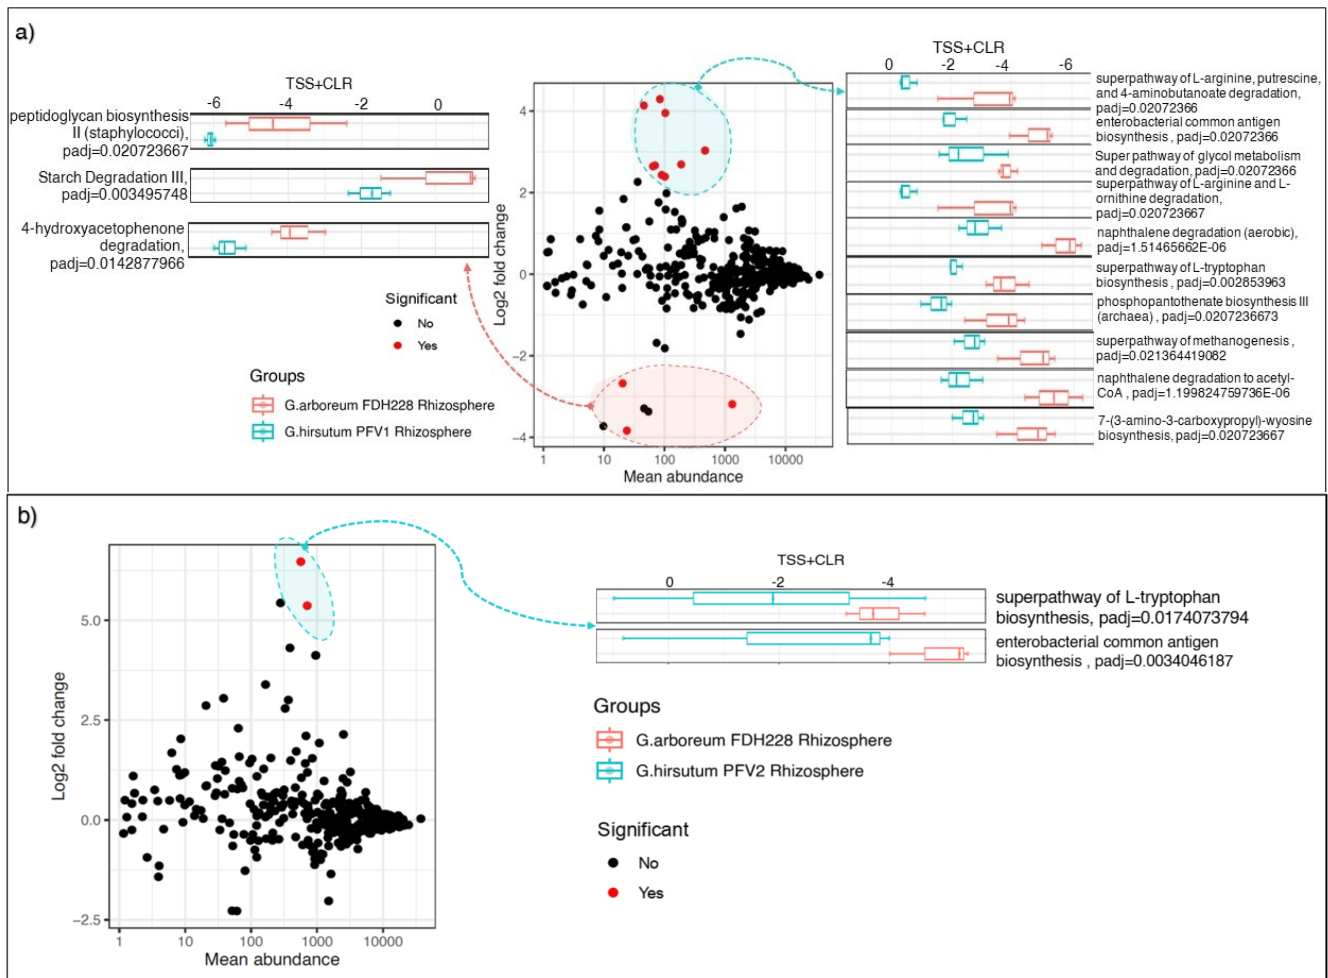 a)
TSS+CLR
-6 -4 -2 0
peptidoglycan biosynthesis
II (staphylococci),
padj=0.020723667
Starch Degradation III,
padj=0.003495748
4-hydroxyacetophenone
degradation,
padj=0.0142877966
Significant
No
Yes
Groups
G.arboreum FDH228 Rhizosphere
G.hirsutum PFV1 Rhizosphere
Log2 fold change
4
2
0
−2
−4
1 10 100 1000 10000
Mean abundance
TSS+CLR
0 -2 -4 -6
superpathway of L-arginine, putrescine,
and 4-aminobutanoate degradation,
padj=0.02072366
enterobacterial common antigen
biosynthesis , padj=0.02072366
Super pathway of glycol metabolism
and degradation, padj=0.02072366
superpathway of L-arginine and L-
ornithine degradation,
padj=0.020723667
naphthalene degradation (aerobic),
padj=1.51465662E-06
superpathway of L-tryptophan
biosynthesis , padj=0.002853963
phosphopantothenate biosynthesis III
(archaea) , padj=0.0207236673
superpathway of methanogenesis ,
padj=0.021364419082
naphthalene degradation to acetyl-
CoA , padj=1.199824759736E-06
7-(3-amino-3-carboxypropyl)-wyosine
biosynthesis, padj=0.020723667
b)
Log2 fold change
5.0
2.5
0.0
−2.5
1 10 100 1000 10000
Mean abundance
TSS+CLR
0 -2 -4
superpathway of L-tryptophan
biosynthesis, padj=0.0174073794
enterobacterial common antigen
biosynthesis , padj=0.0034046187
Groups
G.arboreum FDH228 Rhizosphere
G.hirsutum PFV2 Rhizosphere
Significant
No
Yes